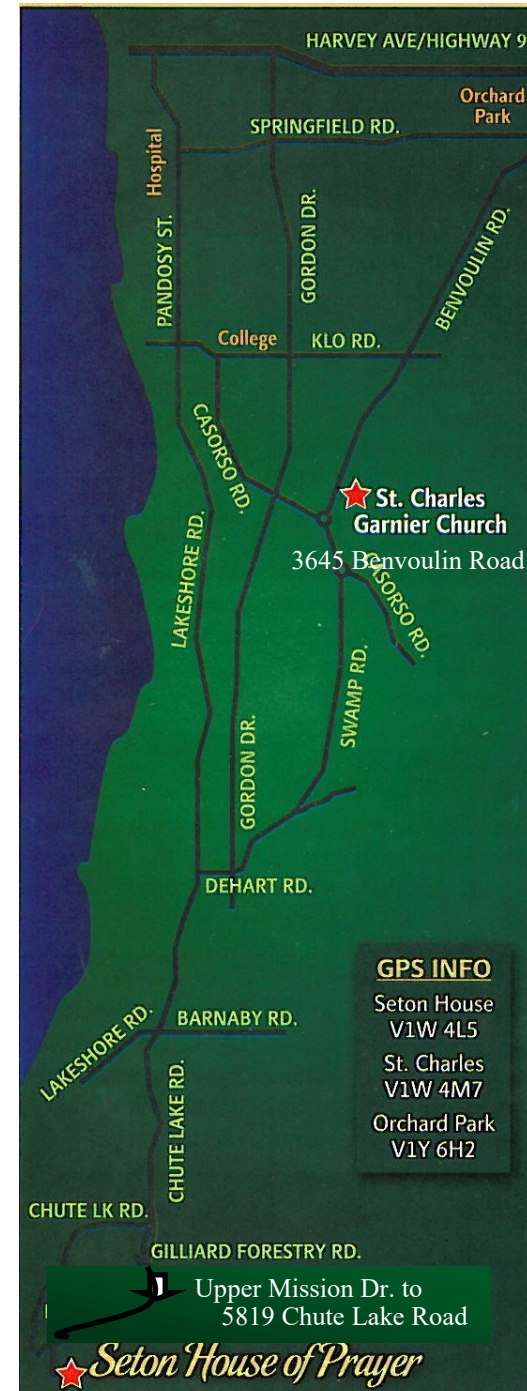 HARVEY AVE/HIGHWAY 9
Orchard
Park
SPRINGFIELD RD.
Hospital
PANDOSY ST.
GORDON DR.
BENVOULIN RD.
College
KLO RD.
CASORSO RD.
St. Charles
Garnier Church
3645 Benvoulin Road
CASORSO RD.
LAKESHORE RD.
SWAMP RD.
GORDON DR.
DEHART RD.
GPS INFO
Seton House
V1W 4L5
St. Charles
V1W 4M7
Orchard Park
V1Y 6H2
LAKESHORE RD.
BARNABY RD.
CHUTE LAKE RD.
CHUTE LK RD.
GILLIARD FORESTRY RD.
Upper Mission Dr. to
5819 Chute Lake Road
Seton House of Prayer